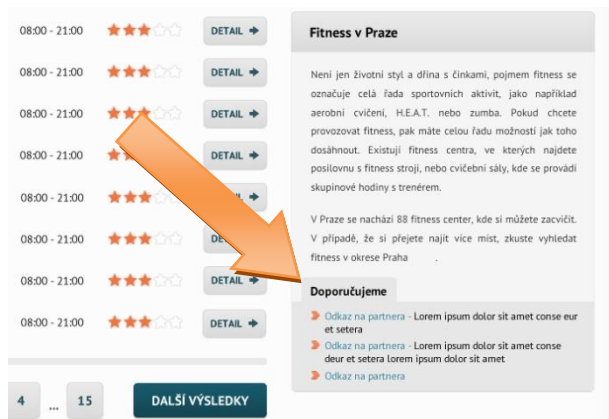 08:00 - 21:00 DETAIL
08:00 - 21:00 DETAIL
08:00 - 21:00 DETAIL
08:00 - 21:00 DETAIL
08:00 - 21:00
08:00 - 21:00
08:00 - 21:00 DETAIL
08:00 - 21:00 DETAIL
4 ... 15 DALŠÍ VÝSLEDKY
Fitness v Praze
Není jen životní styl a dřina s činkami, pojmem fitness se
označuje celá řada sportovních aktivit, jako například
aerobní cvičení, H.E.A.T. nebo zumba. Pokud chcete
provozovat fitness, pak máte celou řadu možností jak toho
dosáhnout. Existují fitness centra, ve kterých najdete
posilovnu s fitness stroji, nebo cvičební sály, kde se provádí
skupinové hodiny s trenérem.
V Praze se nachází 88 fitness center, kde si můžete zacvičit.
V případě, že si přejete najít více míst, zkuste vyhledat
fitness v okrese Praha .
Doporučujeme
Odkaz na partnera - Lorem ipsum dolor sit amet conse eur
et setera
Odkaz na partnera - Lorem ipsum dolor sit amet conse
deur et setera lorem ipsum dolor sit amet
Odkaz na partnera